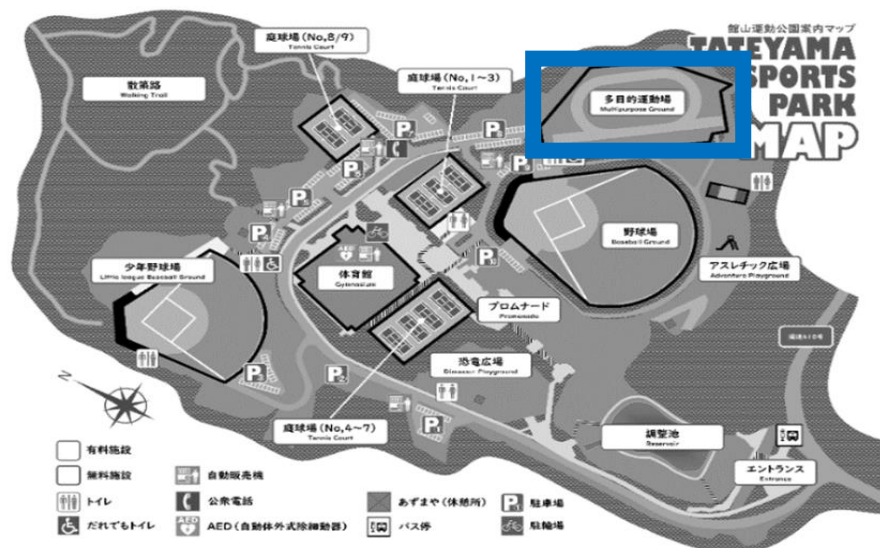 館山運動公園案内マップ
TATEYAMA
SPORTS
PARK
MAP
庭球場(No,8/9)
Tennis Court
散策路
Walking Trail
庭球場(No,1～3)
Tennis Court
多目的運動場
Multipurpose Ground
野球場
Baseball Ground
アスレチック広場
Adventure Playground
少年野球場
Little league Baseball Ground
体育館
Gymnasium
AED
プロムナード
Promenade
恐竜広場
Dinosaur Playground
庭球場(No,4～7)
Tennis Court
調整池
Reservoir
エントランス
Entrance
N
P7
P8
P2
P1
有料施設
無料施設
自動販売機
トイレ
公衆電話
あずまや(休憩所)
P
駐車場
だれでもトイレ
AED
AED(自動体外式除細動器)
バス停
駐輪場